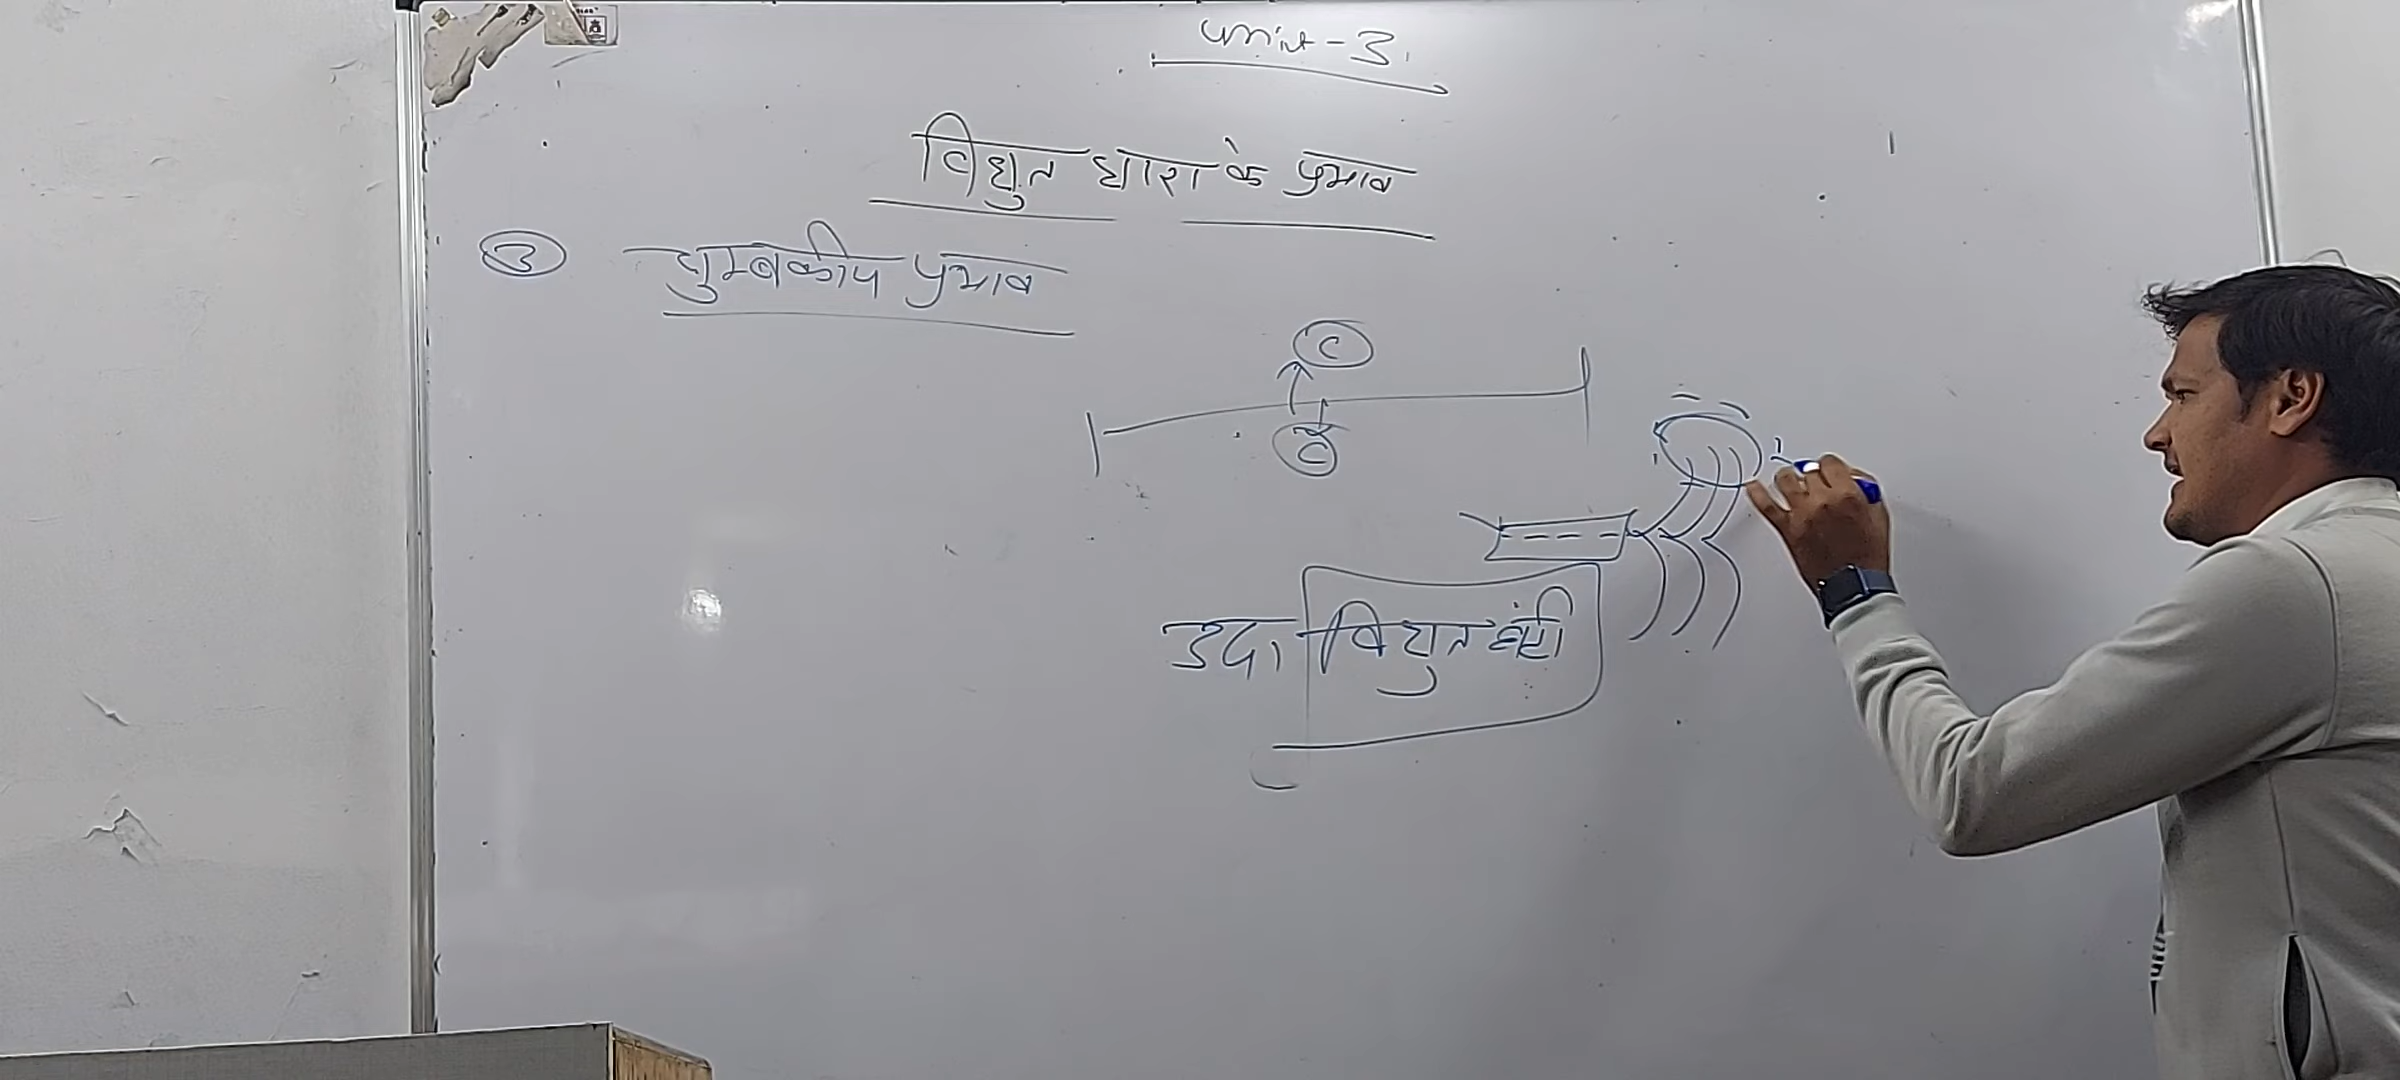 Unit-3
विद्युत धारा के प्रभाव
③ चुम्बकीय प्रभाव
C
C
उदा विद्युत घंटी